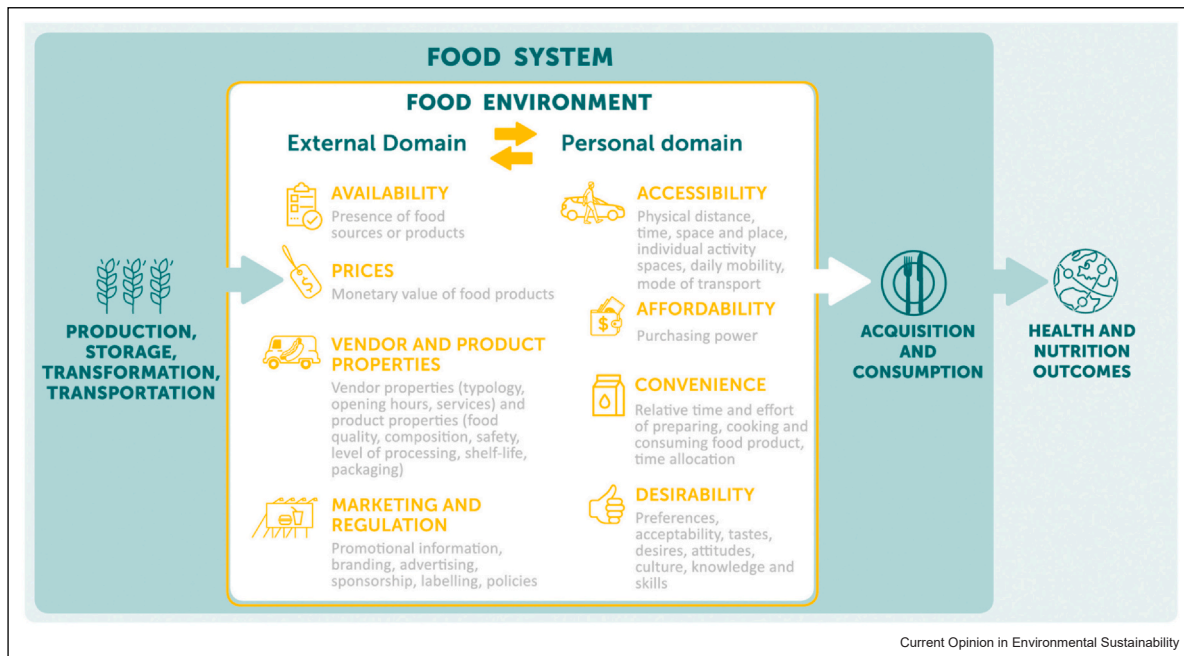 FOOD SYSTEM
FOOD ENVIRONMENT
External Domain
Personal domain
AVAILABILITY
Presence of food
sources or products
PRICES
Monetary value of food products
VENDOR AND PRODUCT
PROPERTIES
Vendor properties (typology,
opening hours, services) and
product properties (food
quality, composition, safety,
level of processing, shelf-life,
packaging)
MARKETING AND
REGULATION
Promotional information,
branding, advertising,
sponsorship, labelling, policies
ACCESSIBILITY
Physical distance,
time, space and place,
individual activity
spaces, daily mobility,
mode of transport
AFFORDABILITY
Purchasing power
CONVENIENCE
Relative time and effort
of preparing, cooking and
consuming food product,
time allocation
DESIRABILITY
Preferences,
acceptability, tastes,
desires, attitudes,
culture, knowledge and
skills
PRODUCTION,
STORAGE,
TRANSFORMATION,
TRANSPORTATION
ACQUISITION
AND
CONSUMPTION
HEALTH AND
NUTRITION
OUTCOMES
Current Opinion in Environmental Sustainability